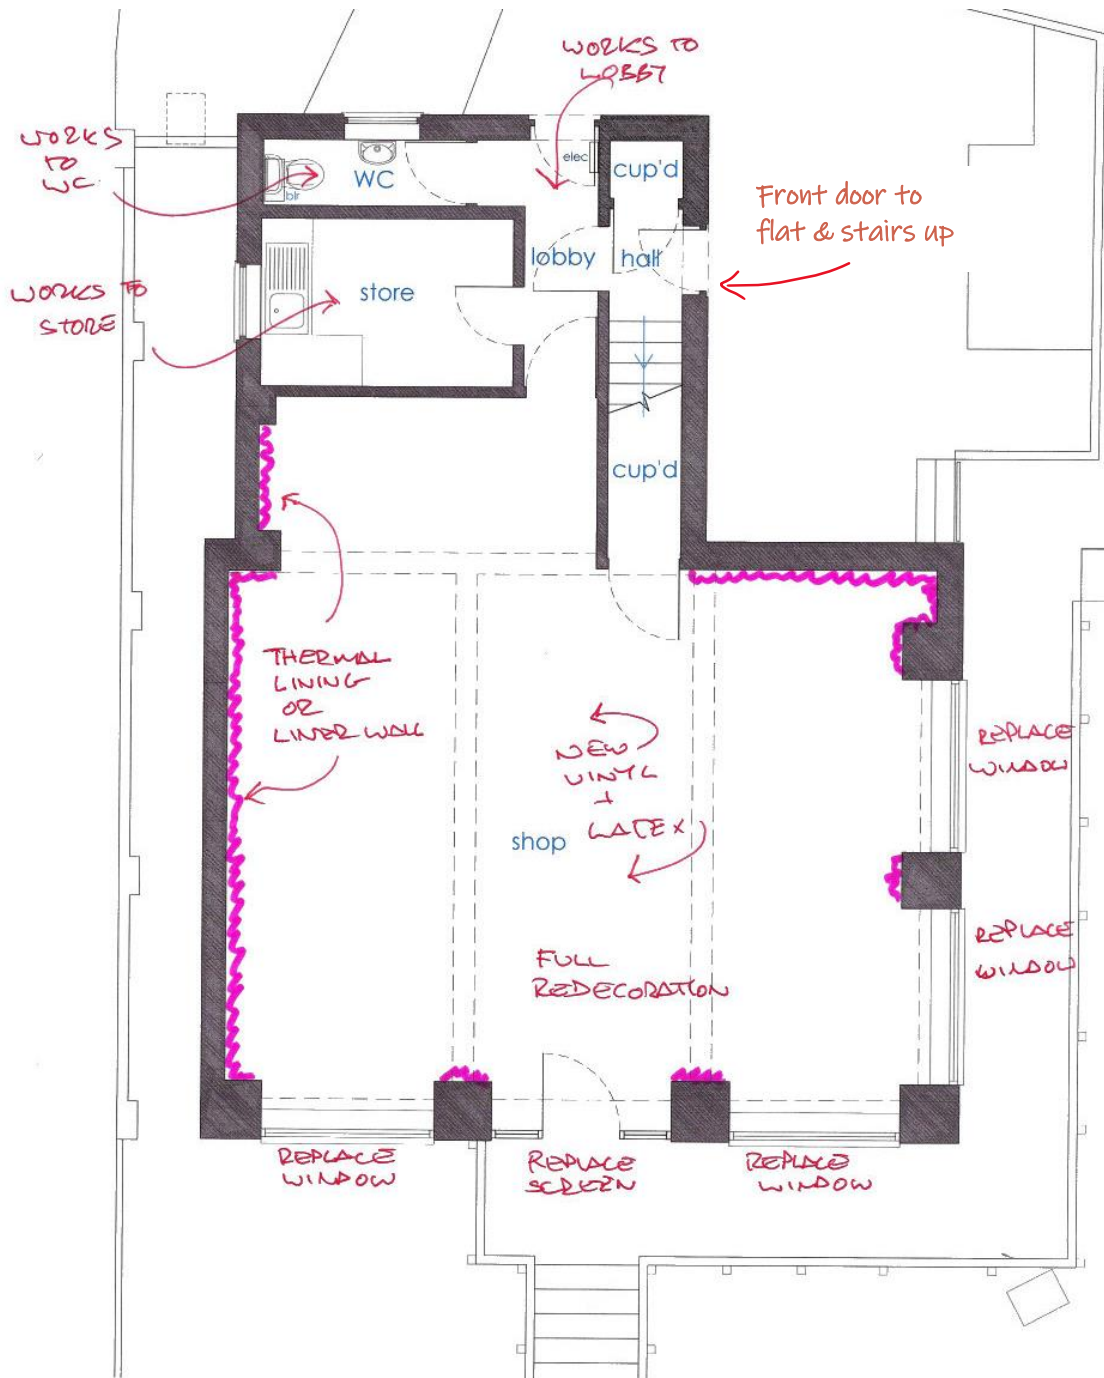 WORKS TO
LOBBY
WORKS
TO
WC
elec
cup'd
WC
blr
Front door to
flat & stairs up
lobby
hall
WORKS TO
STORE
store
cup'd
THERMAL
LINING
OR
LINER WALL
NEW
VINYL
+
LATEX
REPLACE
WINDOW
shop
REPLACE
WINDOW
FULL
REDECORATION
REPLACE
WINDOW
REPLACE
SCREEN
REPLACE
WINDOW